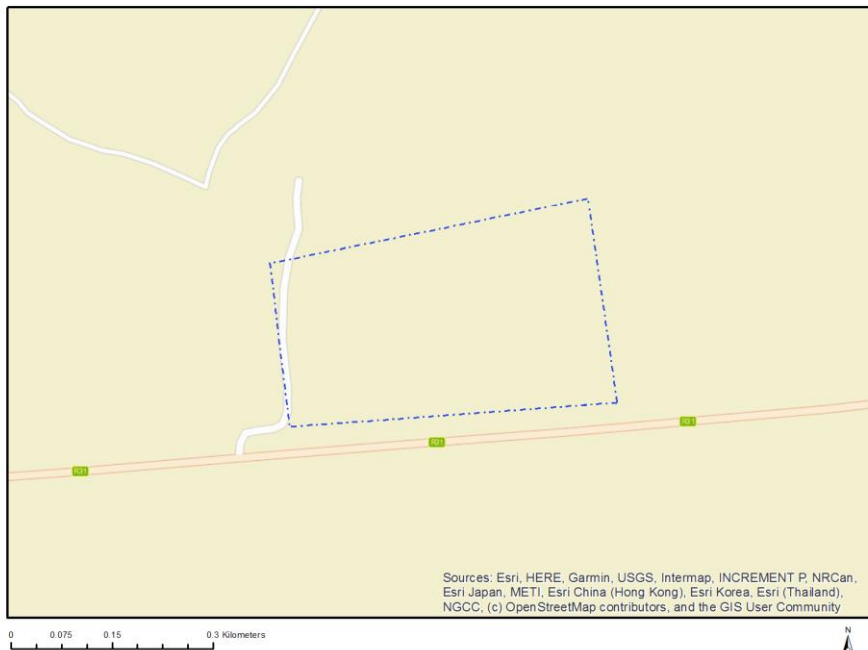 R31
R31
R31
Sources: Esri, HERE, Garmin, USGS, Intermap, INCREMENT P, NRCan,
Esri Japan, METI, Esri China (Hong Kong), Esri Korea, Esri (Thailand),
NGCC, (c) OpenStreetMap contributors, and the GIS User Community
0 0.075 0.15 0.3 Kilometers
N